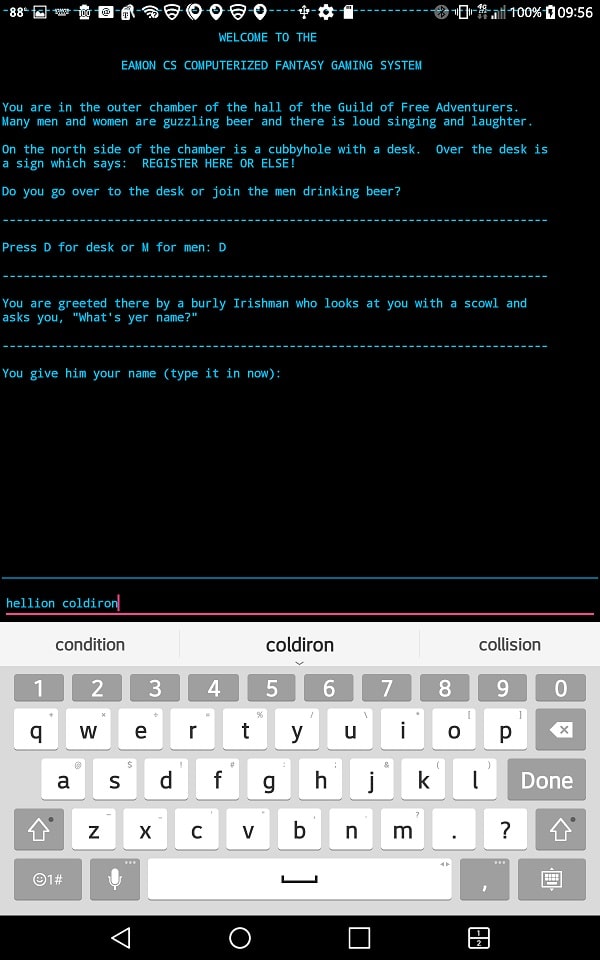 88° 100% 09:56
WELCOME TO THE
EAMON CS COMPUTERIZED FANTASY GAMING SYSTEM
You are in the outer chamber of the hall of the Guild of Free Adventurers.
Many men and women are guzzling beer and there is loud singing and laughter.
On the north side of the chamber is a cubbyhole with a desk.  Over the desk is
a sign which says:  REGISTER HERE OR ELSE!
Do you go over to the desk or join the men drinking beer?
------------------------------------------------------------------------------
Press D for desk or M for men: D
------------------------------------------------------------------------------
You are greeted there by a burly Irishman who looks at you with a scowl and
asks you, "What's yer name?"
------------------------------------------------------------------------------
You give him your name (type it in now):
hellion coldiron
condition coldiron collision
1 2 3 4 5 6 7 8 9 0
q w e r t y u i o p
a s d f g h j k l Done
z x c v b n m . ?
☺1# ,
1
2